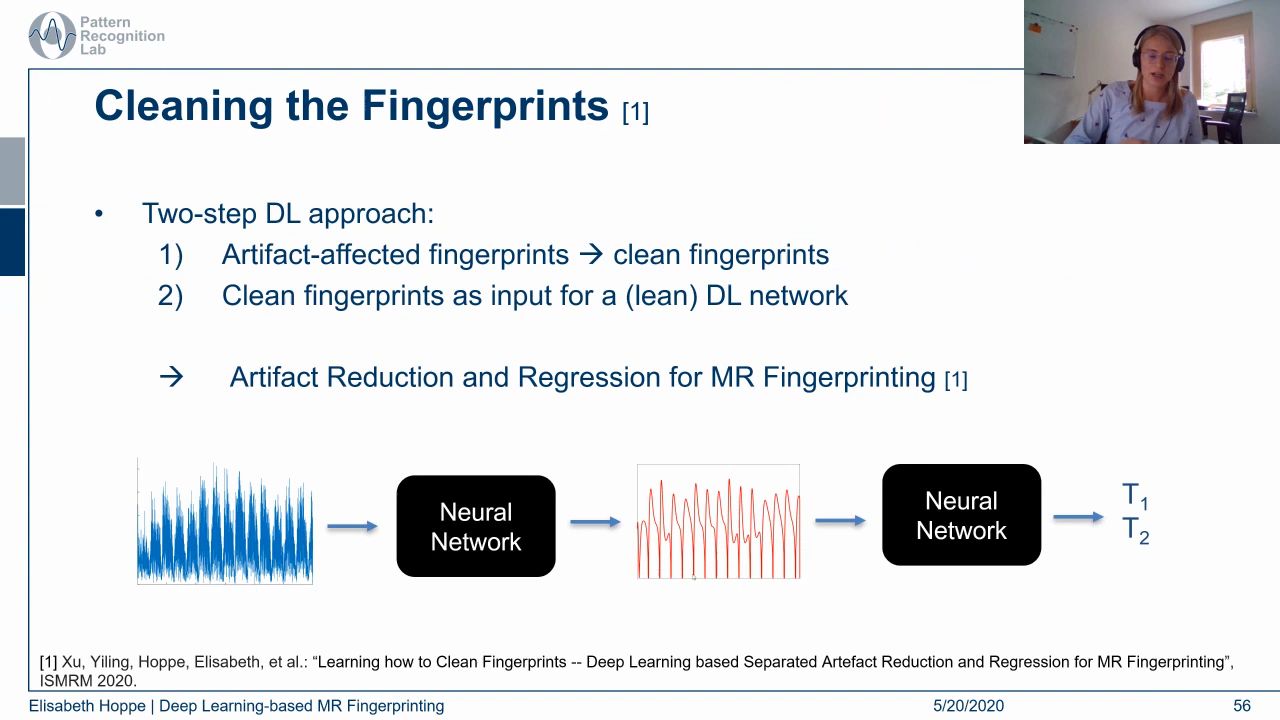 Pattern
Recognition
Lab
Cleaning the Fingerprints [1]
• Two-step DL approach:
1) Artifact-affected fingerprints → clean fingerprints
2) Clean fingerprints as input for a (lean) DL network
→ Artifact Reduction and Regression for MR Fingerprinting [1]
Neural
Network
Neural
Network
T₁
T₂
[1] Xu, Yiling, Hoppe, Elisabeth, et al.: “Learning how to Clean Fingerprints -- Deep Learning based Separated Artefact Reduction and Regression for MR Fingerprinting”,
ISMRM 2020.
Elisabeth Hoppe | Deep Learning-based MR Fingerprinting
5/20/2020
56